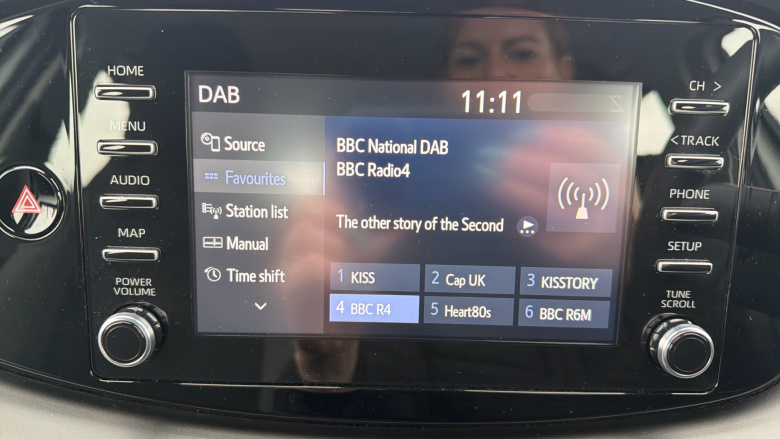 HOME
MENU
AUDIO
MAP
POWER
VOLUME
DAB
11:11
Source
Favourites
Station list
Manual
Time shift
BBC National DAB
BBC Radio4
The other story of the Second
1 KISS
2 Cap UK
3 KISSTORY
4 BBC R4
5 Heart80s
6 BBC R6M
CH >
< TRACK
PHONE
SETUP
TUNE
SCROLL